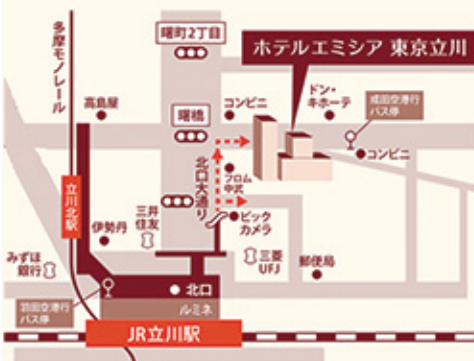 多摩モノレール
曙町2丁目
ホテルエミシア 東京立川
高島屋
曙橋
コンビニ
ドン・
キホーテ
成田空港行
バス停
コンビニ
北口大通り
フロム
中武
立川北駅
三井
住友
ビック
カメラ
伊勢丹
みずほ
銀行
三菱
UFJ
郵便局
北口
羽田空港行
バス停
ルミネ
JR立川駅